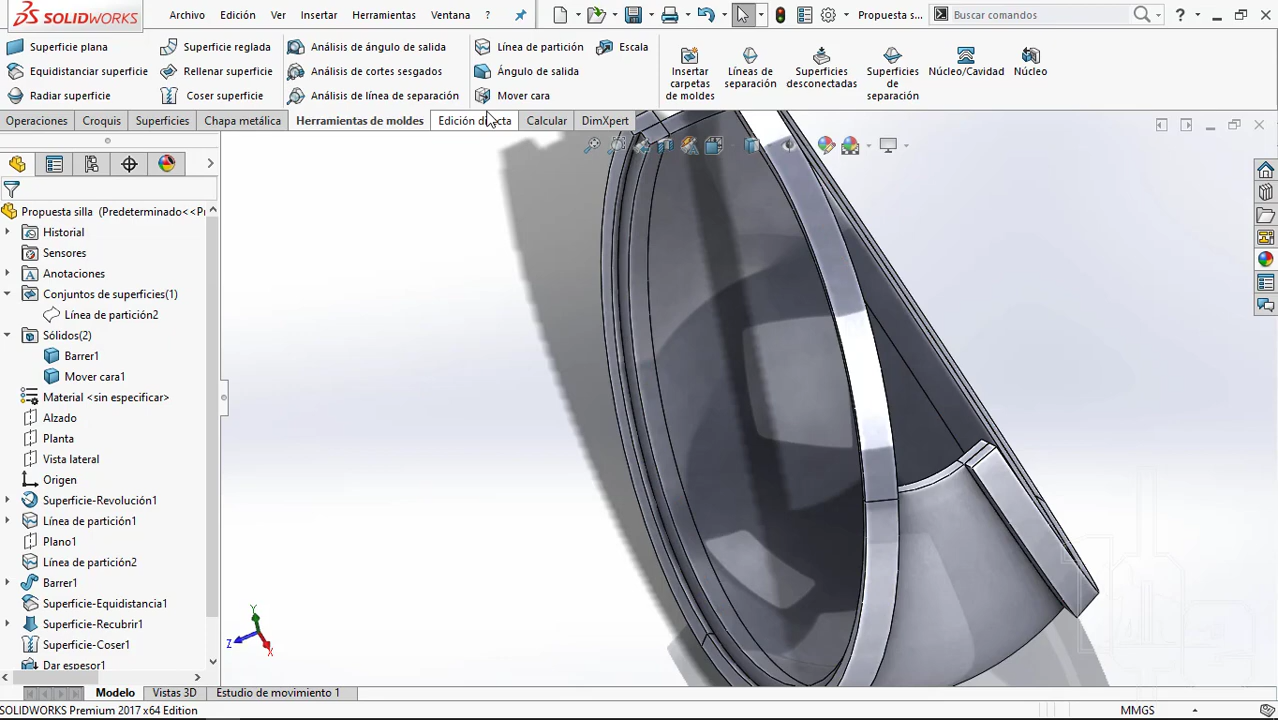 SOLIDWORKS
Archivo Edición Ver Insertar Herramientas Ventana ?
Propuesta s... Buscar comandos ?
Superficie plana Superficie reglada Análisis de ángulo de salida Línea de partición Escala
Equidistanciar superficie Rellenar superficie Análisis de cortes sesgados Ángulo de salida
Radiar superficie Coser superficie Análisis de línea de separación Mover cara
Insertar carpetas de moldes
Líneas de separación
Superficies desconectadas
Superficies de separación
Núcleo/Cavidad
Núcleo
Operaciones Croquis Superficies Chapa metálica Herramientas de moldes Edición directa Calcular DimXpert
Propuesta silla (Predeterminado<<Pr
Historial
Sensores
Anotaciones
Conjuntos de superficies(1)
Línea de partición2
Sólidos(2)
Barrer1
Mover cara1
Material <sin especificar>
Alzado
Planta
Vista lateral
Origen
Superficie-Revolución1
Línea de partición1
Plano1
Línea de partición2
Barrer1
Superficie-Equidistancia1
Superficie-Recubrir1
Superficie-Coser1
Dar espesor1
Y
Z
X
Modelo Vistas 3D Estudio de movimiento 1
SOLIDWORKS Premium 2017 x64 Edition MMGS